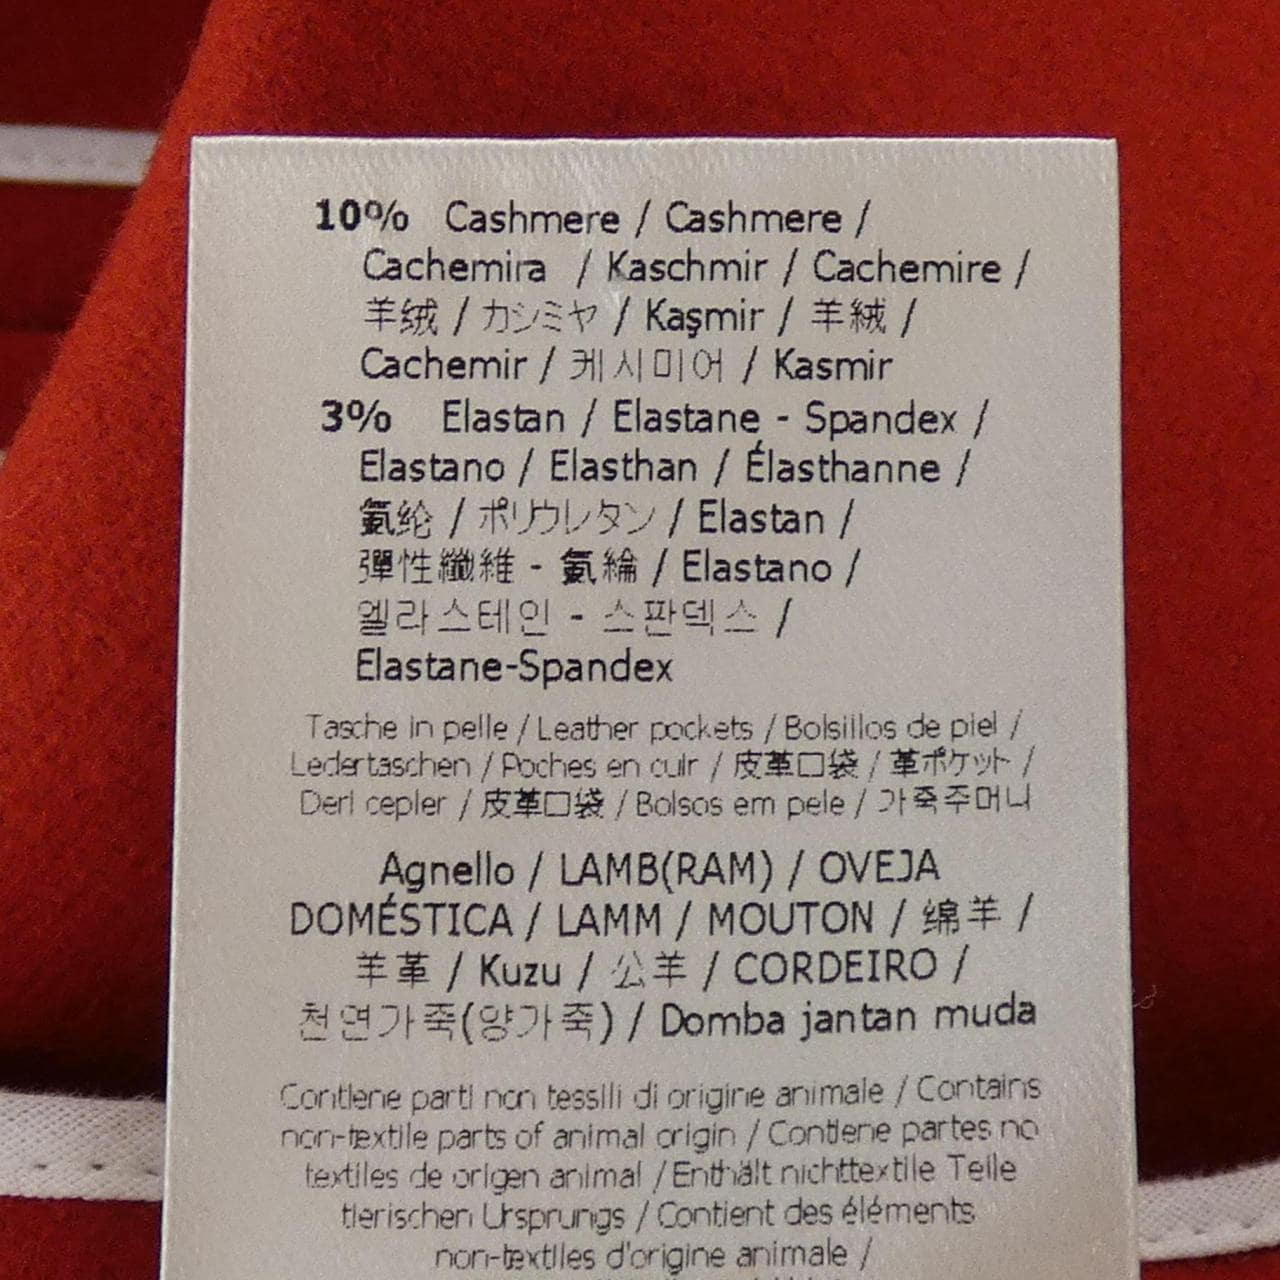 10% Cashmere / Cashmere /
Cachemira / Kaschmir / Cachemire /
羊绒 / カシミヤ / Kaşmir / 羊絨 /
Cachemir / 케시미어 / Kasmir
3% Elastan / Elastane - Spandex /
Elastano / Elasthan / Élasthanne /
氨纶 / ポリウレタン / Elastan /
彈性纖維 - 氨綸 / Elastano /
엘라스테인 - 스판덱스 /
Elastane-Spandex
Tasche in pelle / Leather pockets / Bolsillos de piel /
Ledertaschen / Poches en cuir / 皮革口袋 / 革ポケット /
Deri cepler / 皮革口袋 / Bolsos em pele / 가죽주머니
Agnello / LAMB(RAM) / OVEJA
DOMÉSTICA / LAMM / MOUTON / 绵羊 /
羊革 / Kuzu / 公羊 / CORDEIRO /
천연가죽(양가죽) / Domba jantan muda
Contiene parti non tessili di origine animale / Contains
non-textile parts of animal origin / Contiene partes no
textiles de origen animal / Enthält nichttextile Teile
tierischen Ursprungs / Contient des éléments
non-textiles d'origine animale /